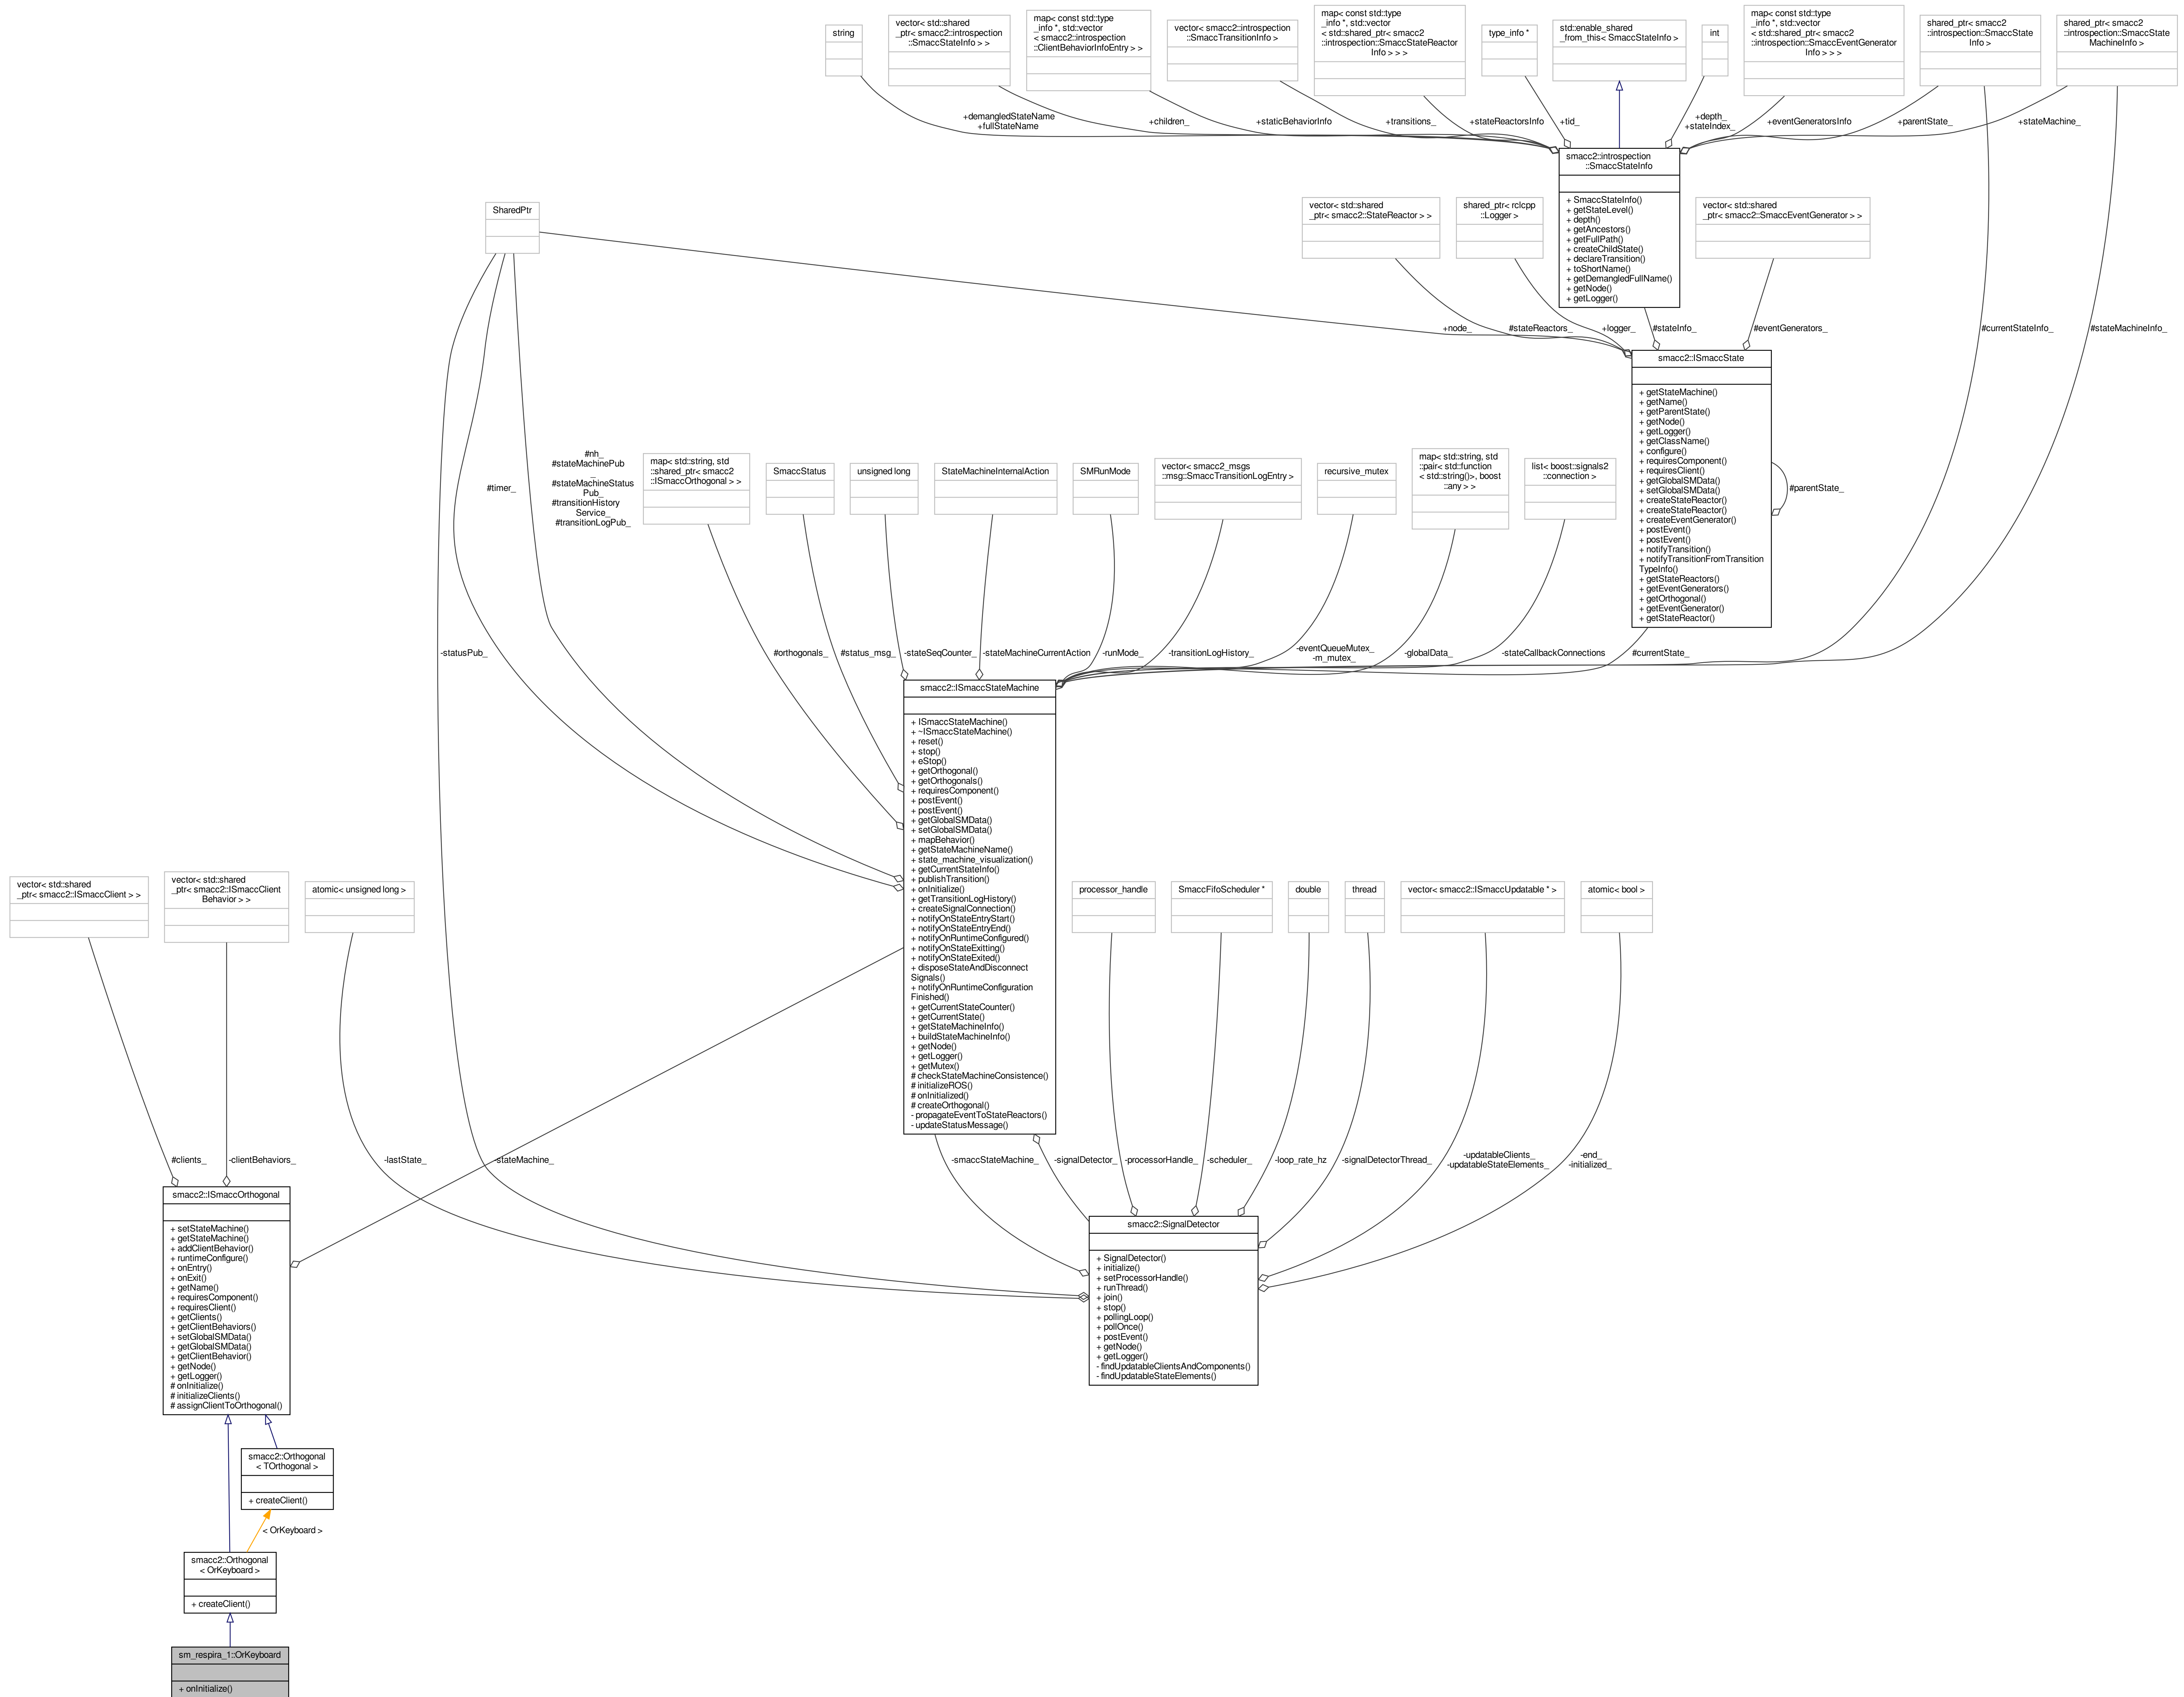 string
vector< std::shared
_ptr< smacc2::introspection
::SmaccStateInfo > >
map< const std::type
_info *, std::vector
< smacc2::introspection
::ClientBehaviorInfoEntry > >
vector< smacc2::introspection
::SmaccTransitionInfo >
map< const std::type
_info *, std::vector
< std::shared_ptr< smacc2
::introspection::SmaccStateReactor
Info > > >
type_info *
std::enable_shared
_from_this< SmaccStateInfo >
int
map< const std::type
_info *, std::vector
< std::shared_ptr< smacc2
::introspection::SmaccEventGenerator
Info > > >
shared_ptr< smacc2
::introspection::SmaccState
Info >
shared_ptr< smacc2
::introspection::SmaccState
MachineInfo >
+demangledStateName
+fullStateName
+children_
+staticBehaviorInfo
+transitions_
+stateReactorsInfo
+tid_
+depth_
+stateIndex_
+eventGeneratorsInfo
+parentState_
+stateMachine_
smacc2::introspection
::SmaccStateInfo
+ SmaccStateInfo()
+ getStateLevel()
+ depth()
+ getAncestors()
+ getFullPath()
+ createChildState()
+ declareTransition()
+ toShortName()
+ getDemangledFullName()
+ getNode()
+ getLogger()
SharedPtr
vector< std::shared
_ptr< smacc2::StateReactor > >
shared_ptr< rclcpp
::Logger >
vector< std::shared
_ptr< smacc2::SmaccEventGenerator > >
+node_
#stateReactors_
+logger_
#stateInfo_
#eventGenerators_
#currentStateInfo_
#stateMachineInfo_
smacc2::ISmaccState
+ getStateMachine()
+ getName()
+ getParentState()
+ getNode()
+ getLogger()
+ getClassName()
+ configure()
+ requiresComponent()
+ requiresClient()
+ getGlobalSMData()
+ setGlobalSMData()
+ createStateReactor()
+ createStateReactor()
+ createEventGenerator()
+ postEvent()
+ postEvent()
+ notifyTransition()
+ notifyTransitionFromTransition
TypeInfo()
+ getStateReactors()
+ getEventGenerators()
+ getOrthogonal()
+ getEventGenerator()
+ getStateReactor()
#parentState_
#timer_
#nh_
#stateMachinePub
_
#stateMachineStatus
Pub_
#transitionHistory
Service_
#transitionLogPub_
map< std::string, std
::shared_ptr< smacc2
::ISmaccOrthogonal > >
SmaccStatus
unsigned long
StateMachineInternalAction
SMRunMode
vector< smacc2_msgs
::msg::SmaccTransitionLogEntry >
recursive_mutex
map< std::string, std
::pair< std::function
< std::string()>, boost
::any > >
list< boost::signals2
::connection >
-statusPub_
#orthogonals_
#status_msg_
-stateSeqCounter_
-stateMachineCurrentAction
-runMode_
-transitionLogHistory_
-eventQueueMutex_
-m_mutex_
-globalData_
-stateCallbackConnections
#currentState_
smacc2::ISmaccStateMachine
+ ISmaccStateMachine()
+ ~ISmaccStateMachine()
+ reset()
+ stop()
+ eStop()
+ getOrthogonal()
+ getOrthogonals()
+ requiresComponent()
+ postEvent()
+ postEvent()
+ getGlobalSMData()
+ setGlobalSMData()
+ mapBehavior()
+ getStateMachineName()
+ state_machine_visualization()
+ getCurrentStateInfo()
+ publishTransition()
+ onInitialize()
+ getTransitionLogHistory()
+ createSignalConnection()
+ notifyOnStateEntryStart()
+ notifyOnStateEntryEnd()
+ notifyOnRuntimeConfigured()
+ notifyOnStateExitting()
+ notifyOnStateExited()
+ disposeStateAndDisconnect
Signals()
+ notifyOnRuntimeConfiguration
Finished()
+ getCurrentStateCounter()
+ getCurrentState()
+ getStateMachineInfo()
+ buildStateMachineInfo()
+ getNode()
+ getLogger()
+ getMutex()
# checkStateMachineConsistence()
# initializeROS()
# onInitialized()
# createOrthogonal()
- propagateEventToStateReactors()
- updateStatusMessage()
vector< std::shared
_ptr< smacc2::ISmaccClient > >
vector< std::shared
_ptr< smacc2::ISmaccClient
Behavior > >
atomic< unsigned long >
processor_handle
SmaccFifoScheduler *
double
thread
vector< smacc2::ISmaccUpdatable * >
atomic< bool >
#clients_
-clientBehaviors_
-lastState_
-stateMachine_
-smaccStateMachine_
-signalDetector_
-processorHandle_
-scheduler_
-loop_rate_hz
-signalDetectorThread_
-updatableClients_
-updatableStateElements_
-end_
-initialized_
smacc2::ISmaccOrthogonal
+ setStateMachine()
+ getStateMachine()
+ addClientBehavior()
+ runtimeConfigure()
+ onEntry()
+ onExit()
+ getName()
+ requiresComponent()
+ requiresClient()
+ getClients()
+ getClientBehaviors()
+ setGlobalSMData()
+ getGlobalSMData()
+ getClientBehavior()
+ getNode()
+ getLogger()
# onInitialize()
# initializeClients()
# assignClientToOrthogonal()
smacc2::SignalDetector
+ SignalDetector()
+ initialize()
+ setProcessorHandle()
+ runThread()
+ join()
+ stop()
+ pollingLoop()
+ pollOnce()
+ postEvent()
+ getNode()
+ getLogger()
- findUpdatableClientsAndComponents()
- findUpdatableStateElements()
smacc2::Orthogonal
< TOrthogonal >
+ createClient()
< OrKeyboard >
smacc2::Orthogonal
< OrKeyboard >
+ createClient()
sm_respira_1::OrKeyboard
+ onInitialize()